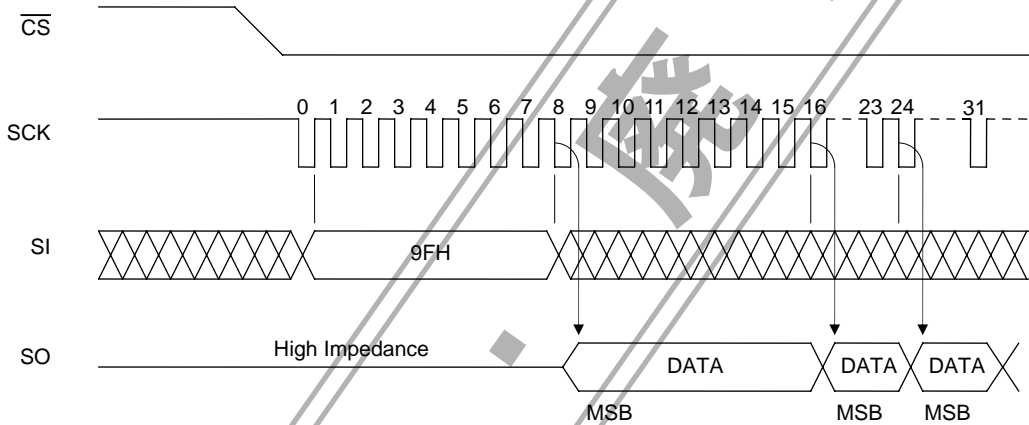 CS
SCK
0 1 2 3 4 5 6 7 8 9 10 11 12 13 14 15 16 23 24 31
SI
9FH
SO
High Impedance
DATA DATA DATA
MSB MSB MSB
廃
・